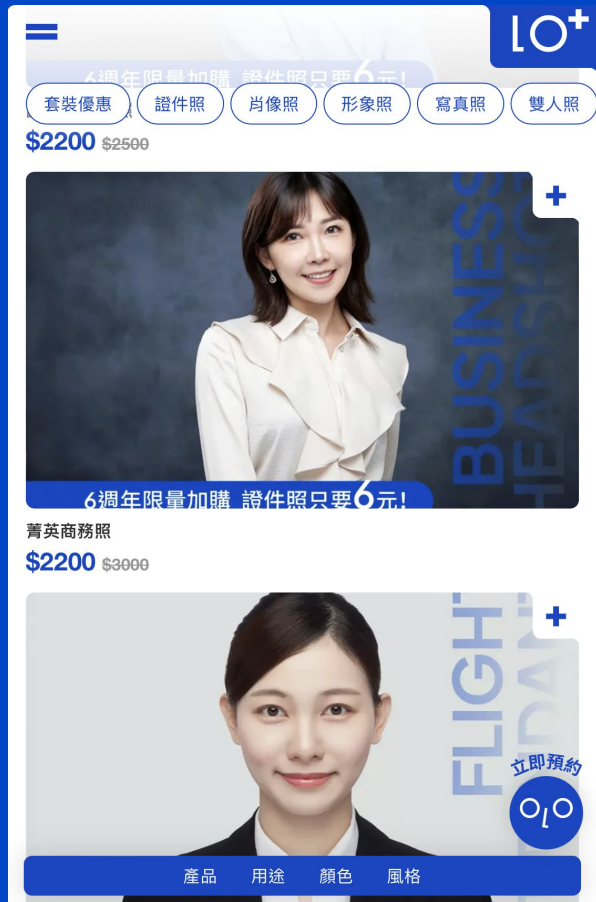 LO+
6週年限量加購 證件照只要6元!
套裝優惠 證件照 肖像照 形象照 寫真照 雙人照
$2200 $2500
+
BUSINESS
HEADSHOT
6週年限量加購 證件照只要6元!
菁英商務照
$2200 $3000
+
FLIGHT
立即預約
產品 用途 顏色 風格